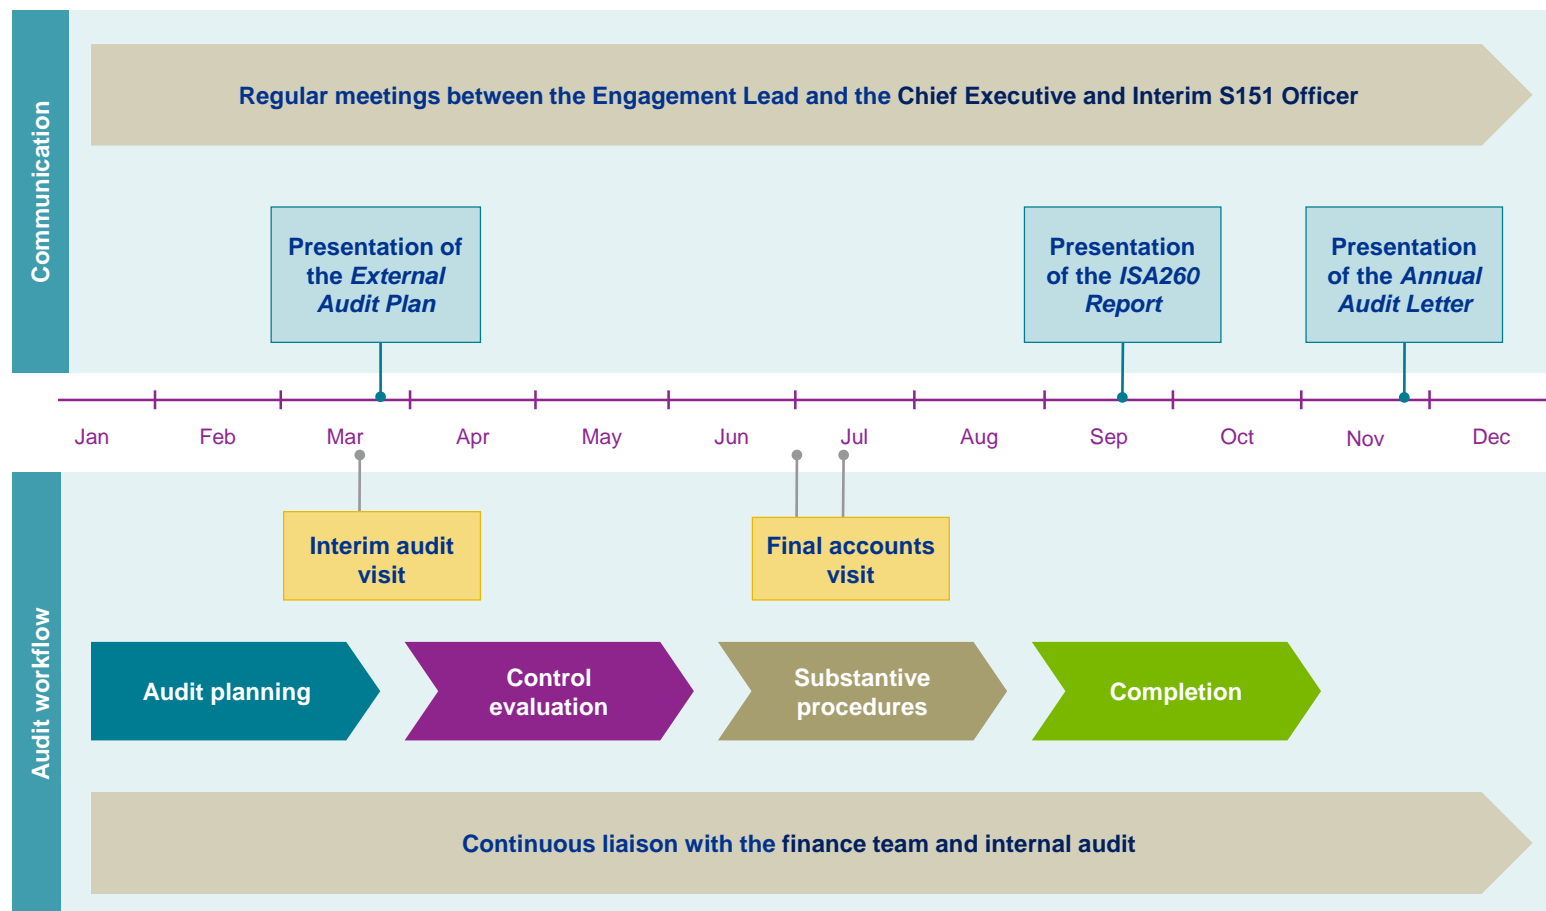 Communication
Regular meetings between the Engagement Lead and the Chief Executive and Interim S151 Officer
Presentation of
the External
Audit Plan
Presentation
of the ISA260
Report
Presentation
of the Annual
Audit Letter
Jan Feb Mar Apr May Jun Jul Aug Sep Oct Nov Dec
Audit workflow
Interim audit
visit
Final accounts
visit
Audit planning
Control
evaluation
Substantive
procedures
Completion
Continuous liaison with the finance team and internal audit